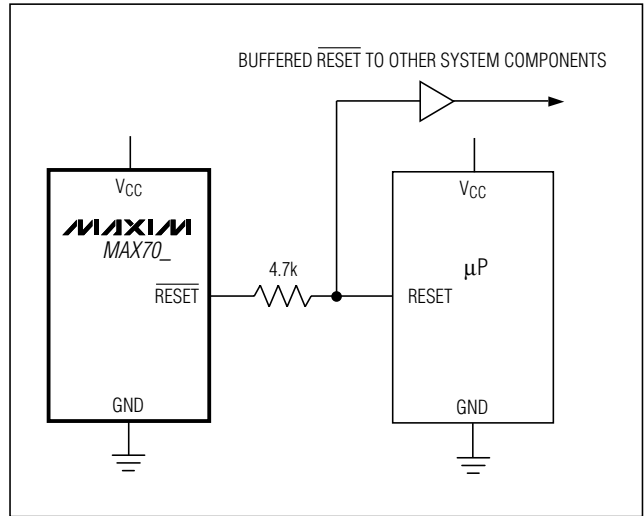 BUFFERED RESET TO OTHER SYSTEM COMPONENTS
VCC
MAXIM
MAX70_
RESET
GND
4.7k
VCC
μP
RESET
GND